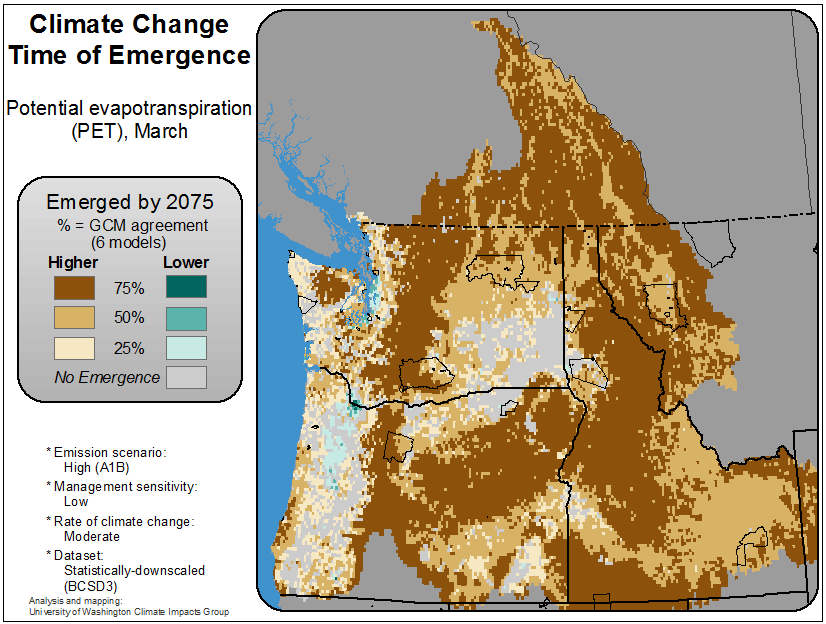 Climate Change
Time of Emergence
Potential evapotranspiration
(PET), March
Emerged by 2075
% = GCM agreement
(6 models)
Higher Lower
75%
50%
25%
No Emergence
* Emission scenario:
High (A1B)
* Management sensitivity:
Low
* Rate of climate change:
Moderate
* Dataset:
Statistically-downscaled
(BCSD3)
Analysis and mapping:
University of Washington Climate Impacts Group